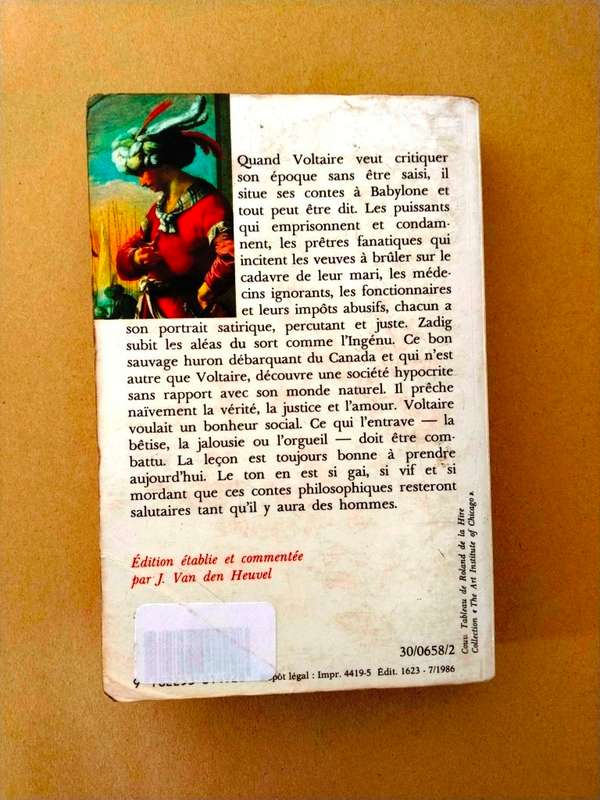 Quand Voltaire veut critiquer
son époque sans être saisi, il
situe ses contes à Babylone et
tout peut être dit. Les puissants
qui emprisonnent et condam-
nent, les prêtres fanatiques qui
incitent les veuves à brûler sur le
cadavre de leur mari, les méde-
cins ignorants, les fonctionnaires
et leurs impôts abusifs, chacun a
son portrait satirique, percutant et juste. Zadig
subit les aléas du sort comme l'Ingénu. Ce bon
sauvage huron débarquant du Canada et qui n'est
autre que Voltaire, découvre une société hypocrite
sans rapport avec son monde naturel. Il prêche
naïvement la vérité, la justice et l'amour. Voltaire
voulait un bonheur social. Ce qui l'entrave — la
bêtise, la jalousie ou l'orgueil — doit être com-
battu. La leçon est toujours bonne à prendre
aujourd'hui. Le ton en est si gai, si vif et si
mordant que ces contes philosophiques resteront
salutaires tant qu'il y aura des hommes.
Édition établie et commentée
par J. Van den Heuvel
Couv. Tableau de Roland de la Hire
Collection « The Art Institute of Chicago ».
30/0658/2
légal : Impr. 4419-5 Édit. 1623 - 7/1986